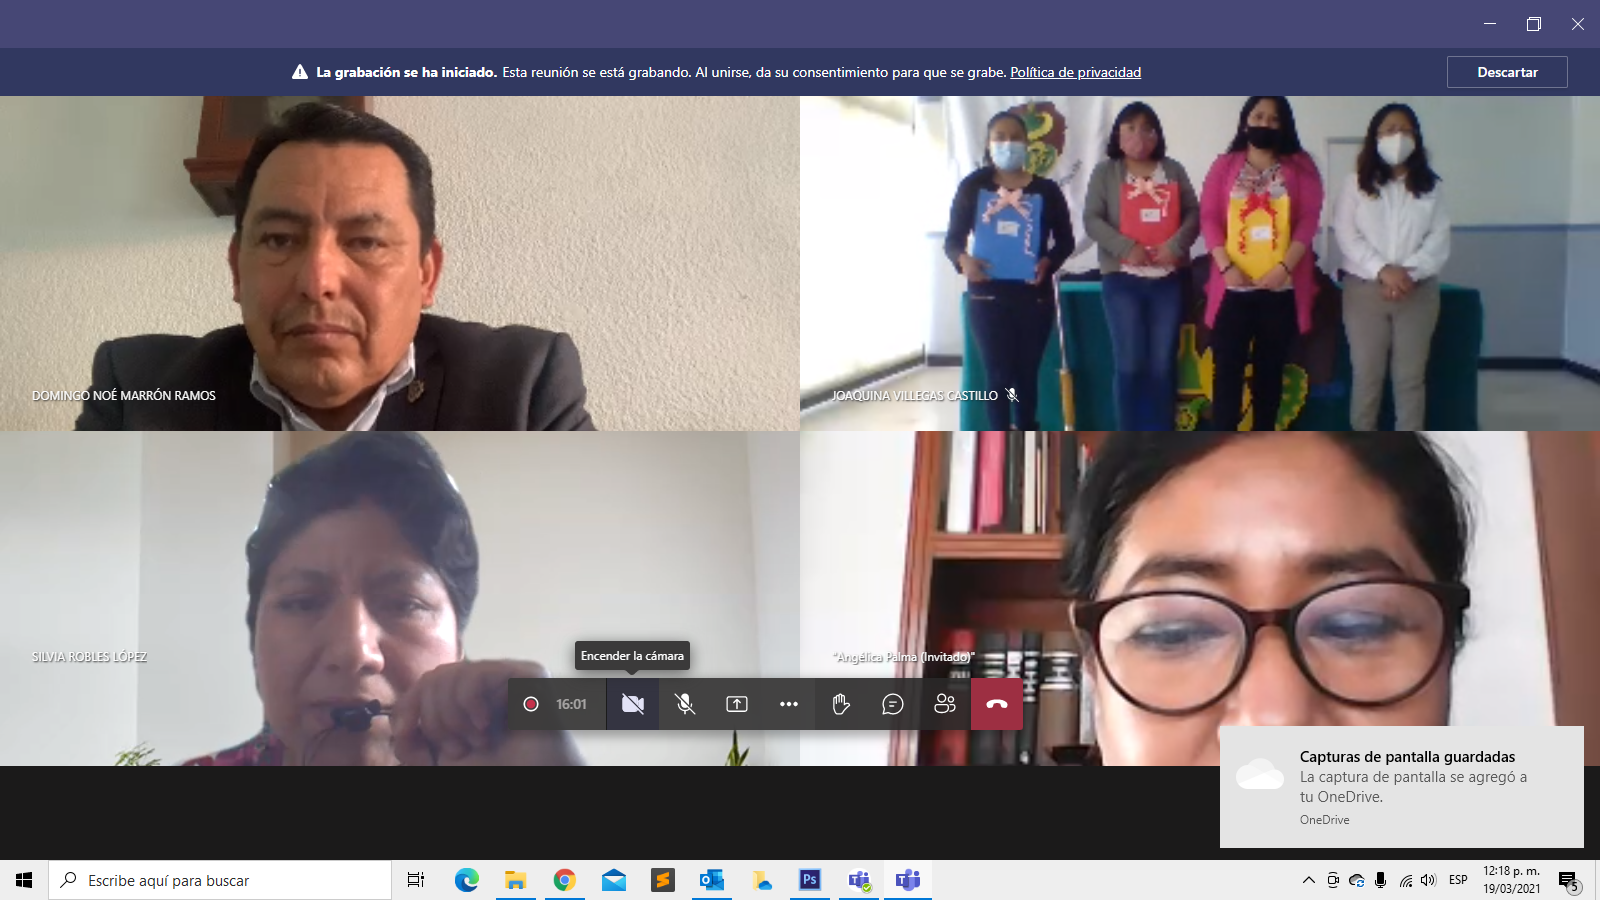 La grabación se ha iniciado. Esta reunión se está grabando. Al unirse, da su consentimiento para que se grabe. Política de privacidad
Descartar
DOMINGO NOÉ MARRÓN RAMOS
JOAQUINA VILLEGAS CASTILLO
SILVIA ROBLES LÓPEZ
"Angélica Palma (Invitado)"
Encender la cámara
16:01
Capturas de pantalla guardadas
La captura de pantalla se agregó a
tu OneDrive.
OneDrive
Escribe aquí para buscar
Ps
ESP
12:18 p. m.
19/03/2021
5